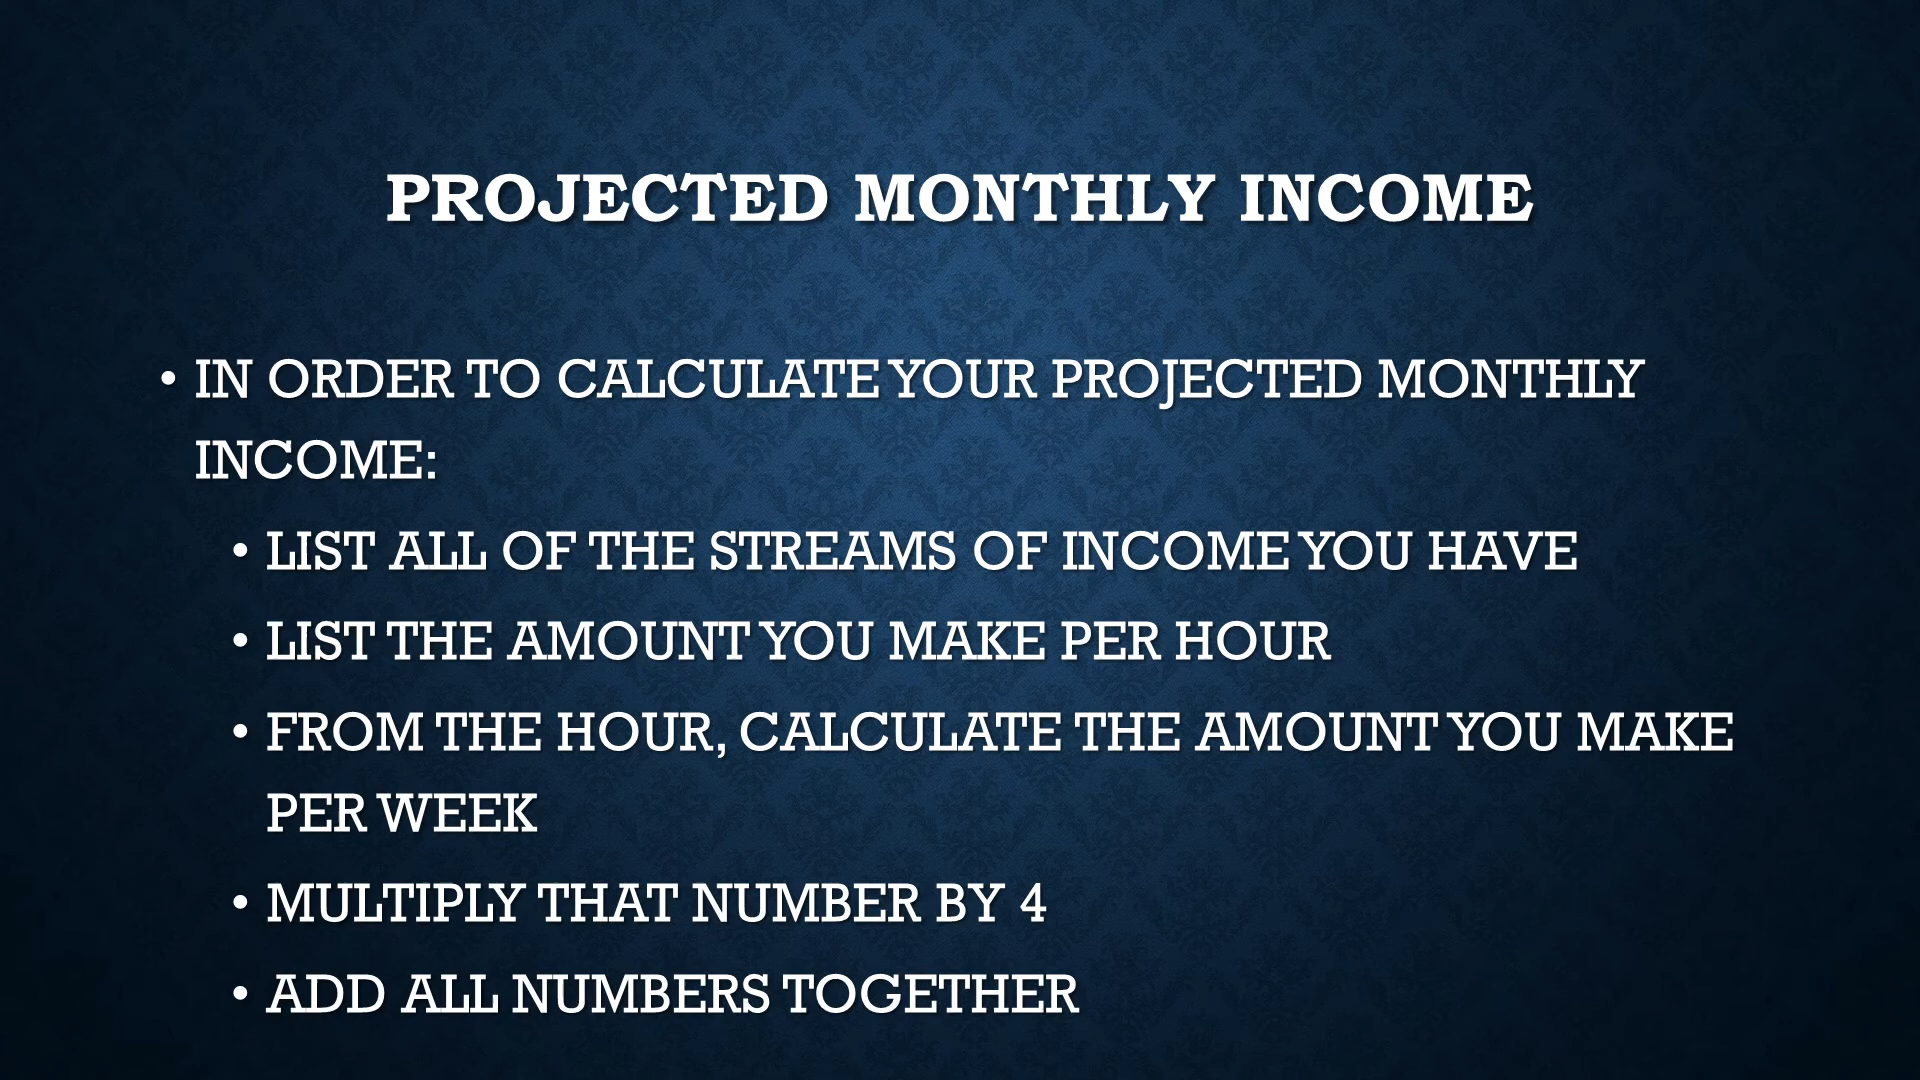 PROJECTED MONTHLY INCOME
• IN ORDER TO CALCULATE YOUR PROJECTED MONTHLY
INCOME:
• LIST ALL OF THE STREAMS OF INCOME YOU HAVE
• LIST THE AMOUNT YOU MAKE PER HOUR
• FROM THE HOUR, CALCULATE THE AMOUNT YOU MAKE
PER WEEK
• MULTIPLY THAT NUMBER BY 4
• ADD ALL NUMBERS TOGETHER